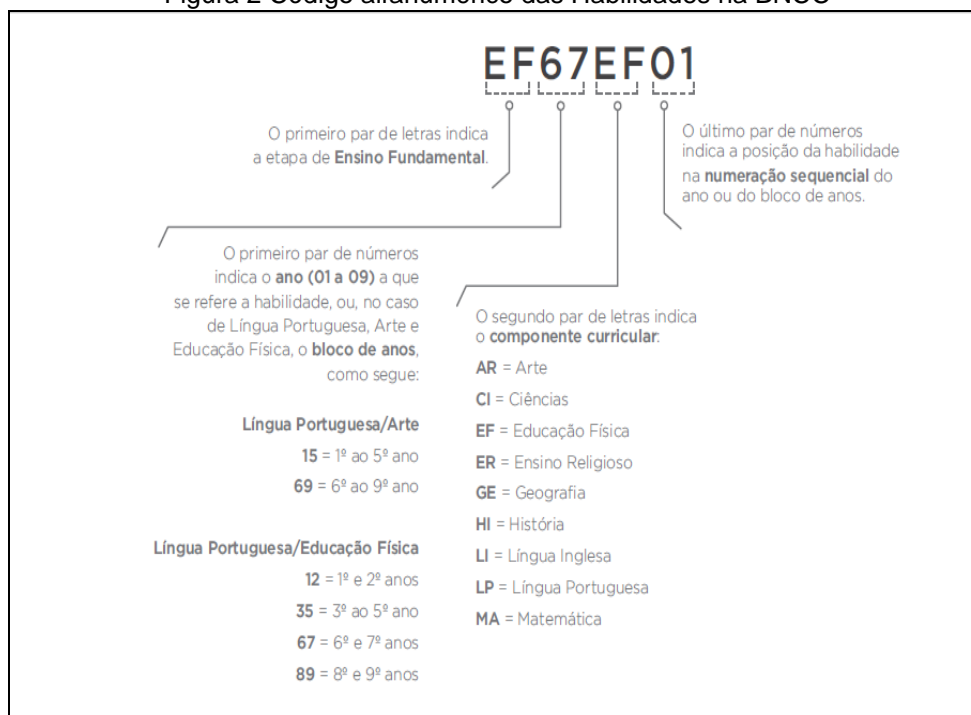 Figura 2 Código alfanumérico das Habilidades na BNCC
EF67EF01
O primeiro par de letras indica
a etapa de Ensino Fundamental.
O último par de números
indica a posição da habilidade
na numeração sequencial do
ano ou do bloco de anos.
O primeiro par de números
indica o ano (01 a 09) a que
se refere a habilidade, ou, no caso
de Língua Portuguesa, Arte e
Educação Física, o bloco de anos,
como segue:
Língua Portuguesa/Arte
15 = 1º ao 5º ano
69 = 6º ao 9º ano
Língua Portuguesa/Educação Física
12 = 1º e 2º anos
35 = 3º ao 5º ano
67 = 6º e 7º anos
89 = 8º e 9º anos
O segundo par de letras indica
o componente curricular:
AR = Arte
CI = Ciências
EF = Educação Física
ER = Ensino Religioso
GE = Geografia
HI = História
LI = Língua Inglesa
LP = Língua Portuguesa
MA = Matemática